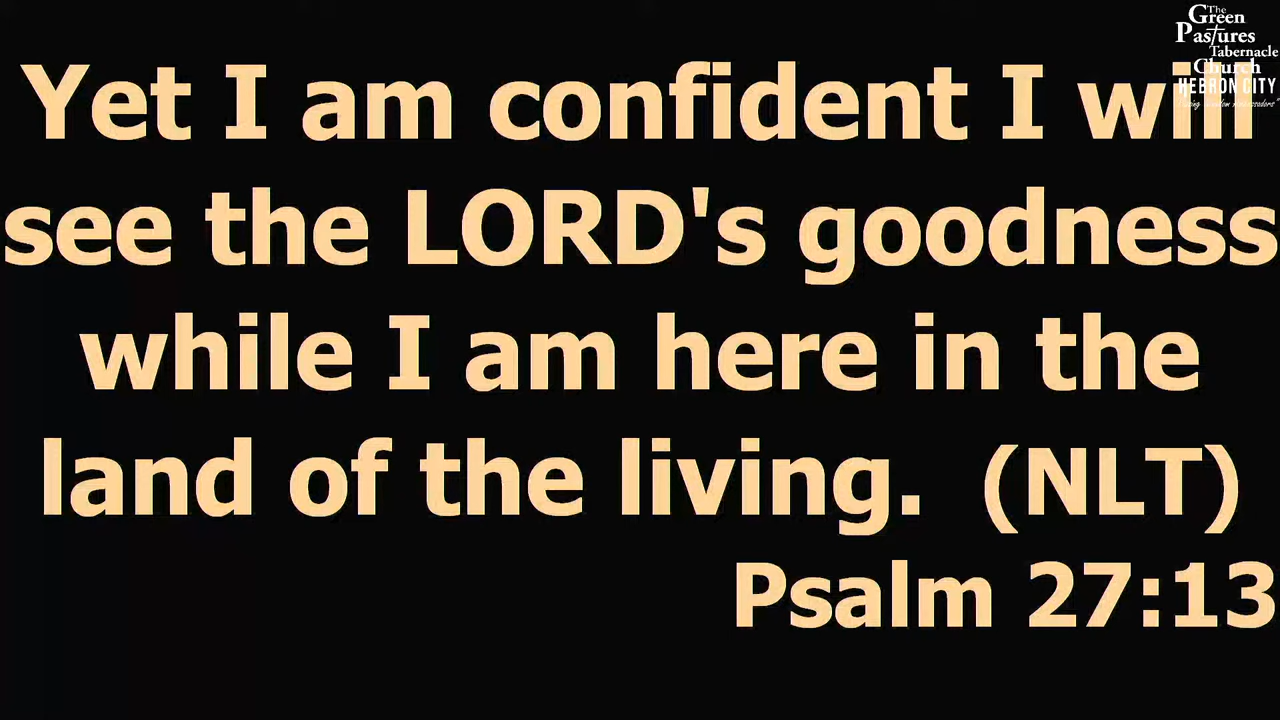 The
Green
Pastures
Tabernacle
Church
HEBRON CITY
Yet I am confident I will
see the LORD's goodness
while I am here in the
land of the living. (NLT)
Psalm 27:13